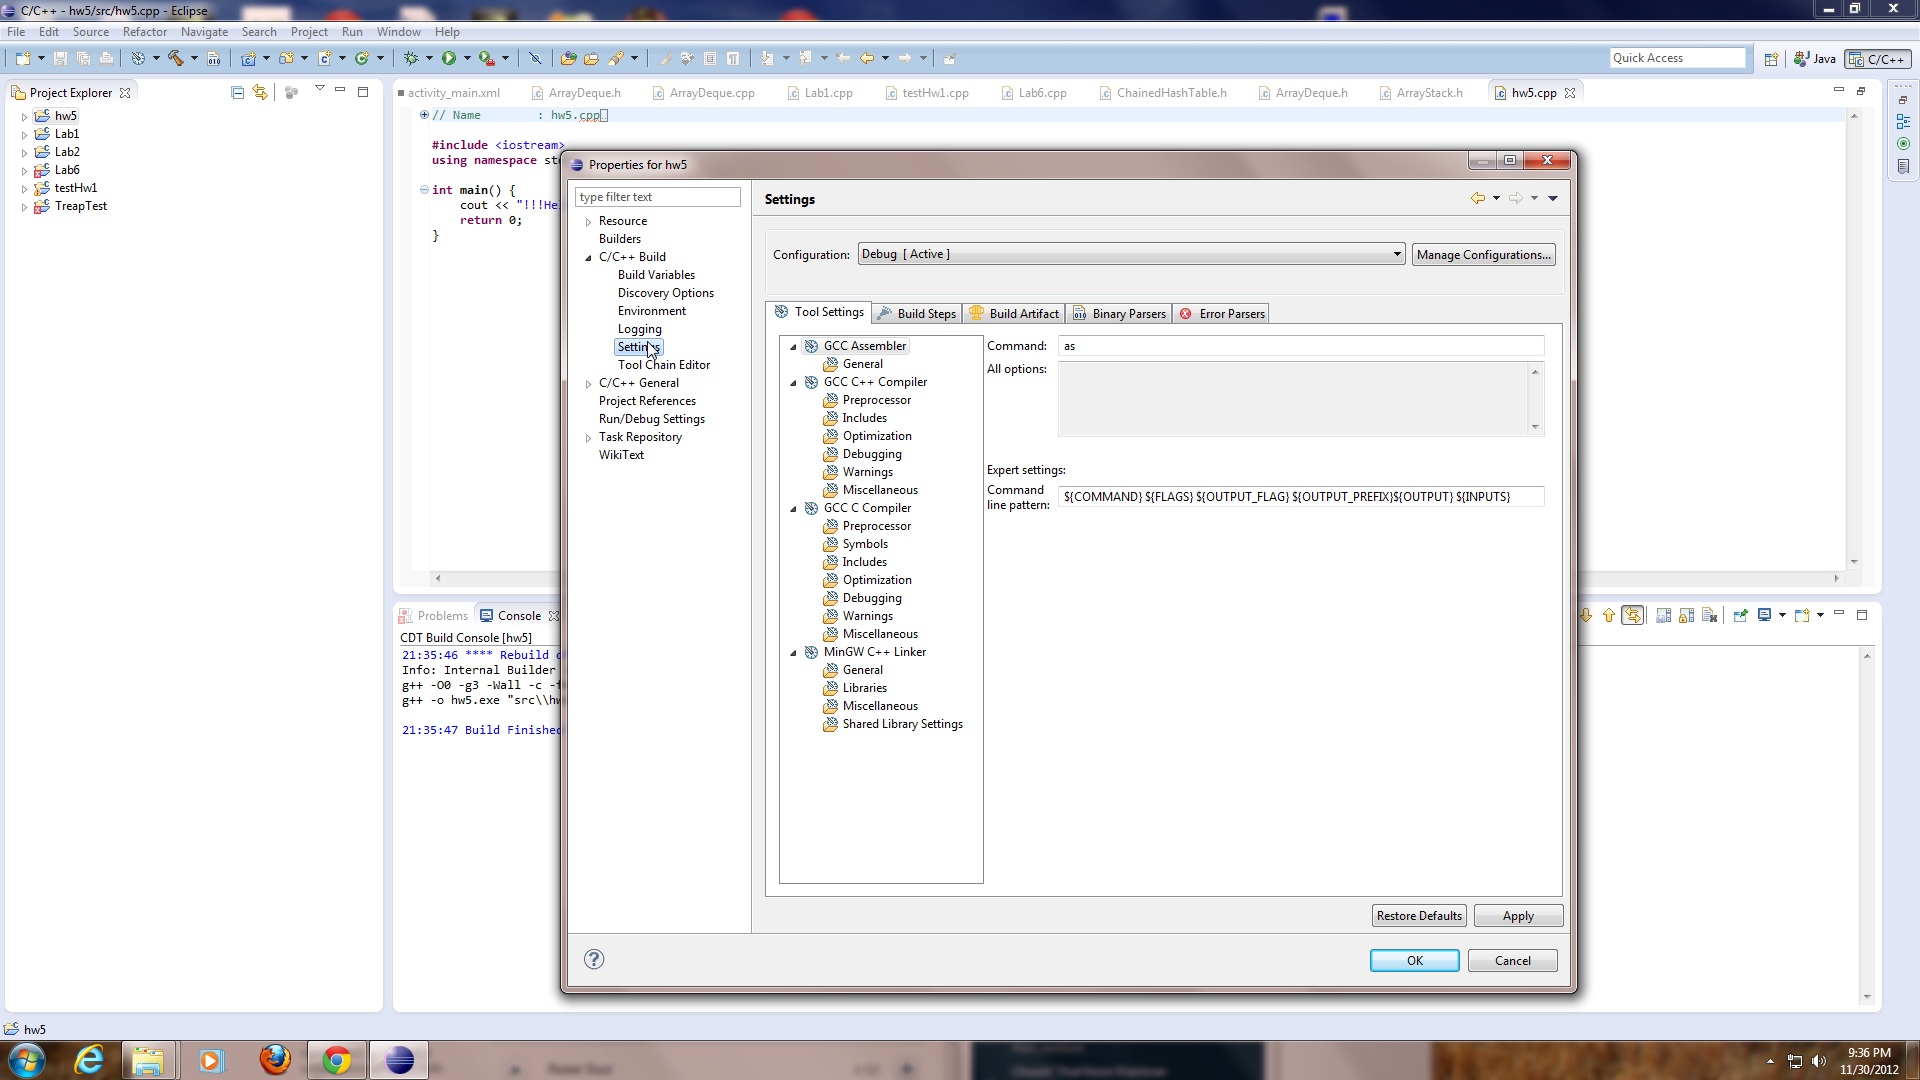 C/C++ - hw5/src/hw5.cpp - Eclipse
File Edit Source Refactor Navigate Search Project Run Window Help
Quick Access
Java
C/C++
Project Explorer
hw5
Lab1
Lab2
Lab6
testHw1
TreapTest
activity_main.xml ArrayDeque.h ArrayDeque.cpp Lab1.cpp testHw1.cpp Lab6.cpp ChainedHashTable.h ArrayDeque.h ArrayStack.h hw5.cpp
// Name : hw5.cpp
#include <iostream>
using namespace st
int main() {
cout << "!!!He
return 0;
}
Properties for hw5
type filter text
Resource
Builders
C/C++ Build
Build Variables
Discovery Options
Environment
Logging
Settings
Tool Chain Editor
C/C++ General
Project References
Run/Debug Settings
Task Repository
WikiText
Settings
Configuration: Debug [ Active ] Manage Configurations...
Tool Settings Build Steps Build Artifact Binary Parsers Error Parsers
GCC Assembler
General
GCC C++ Compiler
Preprocessor
Includes
Optimization
Debugging
Warnings
Miscellaneous
GCC C Compiler
Preprocessor
Symbols
Includes
Optimization
Debugging
Warnings
Miscellaneous
MinGW C++ Linker
General
Libraries
Miscellaneous
Shared Library Settings
Command: as
All options:
Expert settings:
Command
line pattern: ${COMMAND} ${FLAGS} ${OUTPUT_FLAG} ${OUTPUT_PREFIX}${OUTPUT} ${INPUTS}
Restore Defaults Apply
OK Cancel
Problems Console
CDT Build Console [hw5]
21:35:46 **** Rebuild
Info: Internal Builder
g++ -O0 -g3 -Wall -c
g++ -o hw5.exe "src\\hw
21:35:47 Build Finished
hw5
9:36 PM
11/30/2012